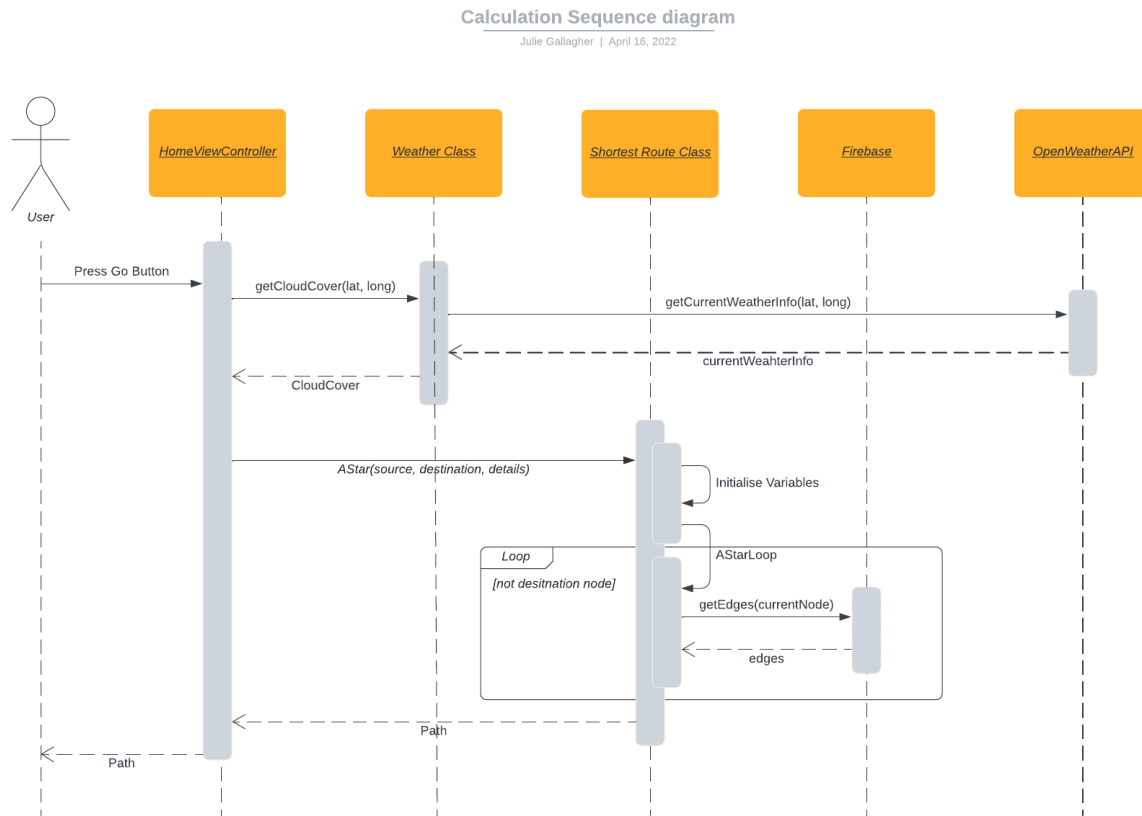 Calculation Sequence diagram
Julie Gallagher | April 16, 2022
HomeViewController
Weather Class
Shortest Route Class
Firebase
OpenWeatherAPI
User
Press Go Button
getCloudCover(lat, long)
getCurrentWeatherInfo(lat, long)
currentWeahterInfo
CloudCover
AStar(source, destination, details)
Initialise Variables
AStarLoop
Loop
[not desitnation node]
getEdges(currentNode)
edges
Path
Path